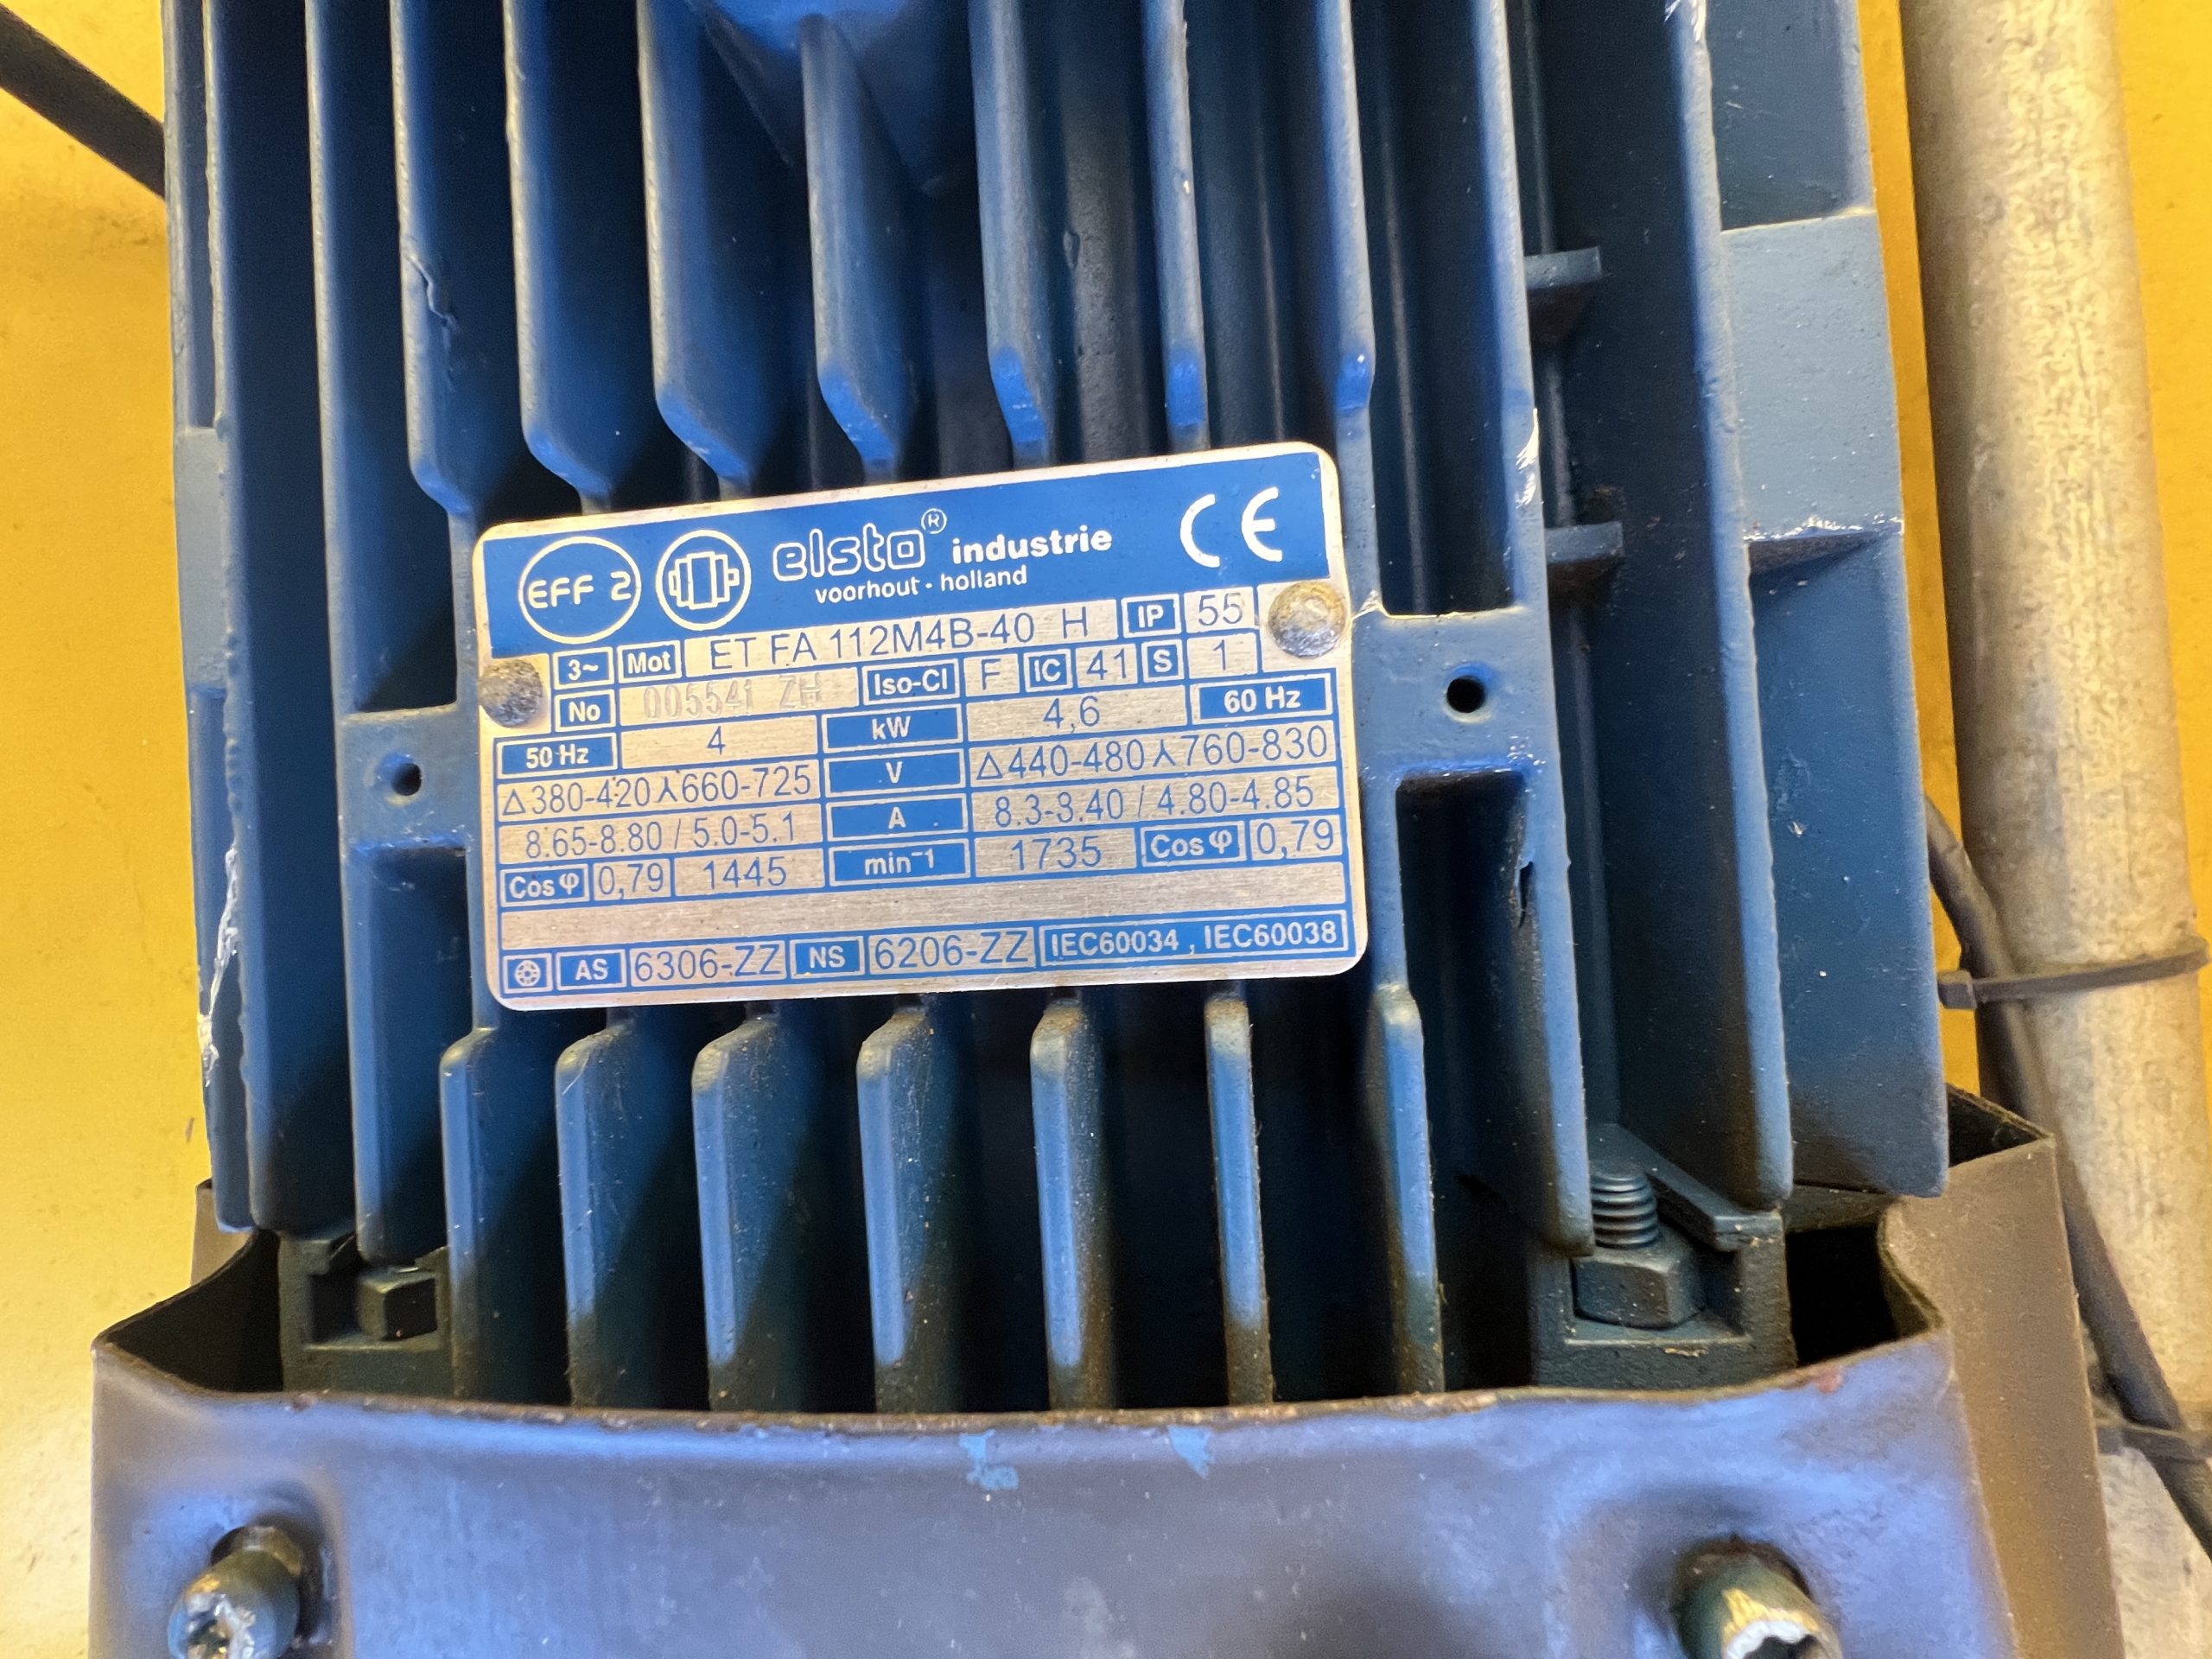 EFF 2 elsto® industrie CE
voorhout · holland
3~ Mot ET FA 112M4B-40 H IP 55
No 005541 ZH Iso-Cl F IC 41 S 1
50 Hz 4 kW 4,6 60 Hz
△380-420⅄660-725 V △440-480⅄760-830
8.65-8.80 / 5.0-5.1 A 8.3-8.40 / 4.80-4.85
Cos φ 0,79 1445 min⁻¹ 1735 Cos φ 0,79
AS 6306-ZZ NS 6206-ZZ IEC60034 , IEC60038